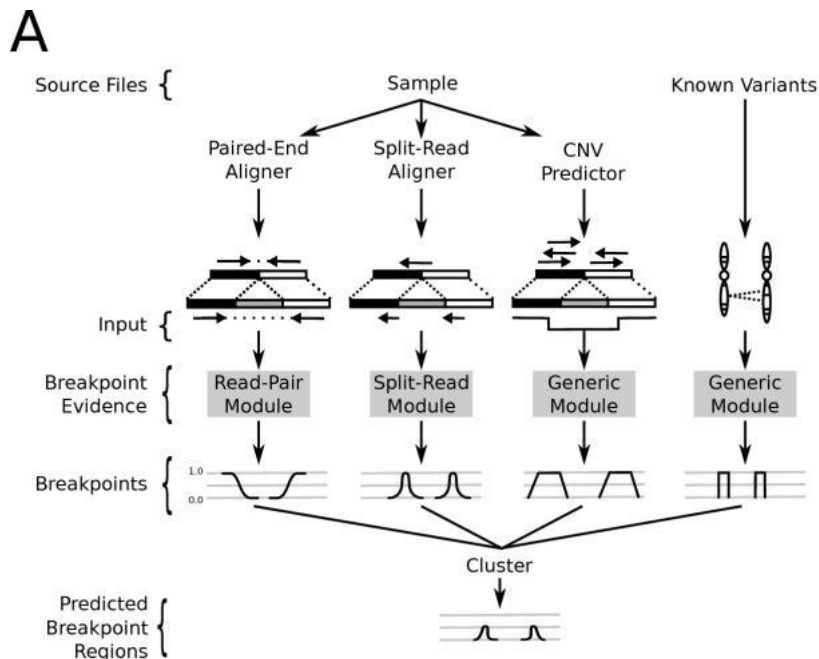 A
Source Files
Sample
Known Variants
Paired-End
Aligner
Split-Read
Aligner
CNV
Predictor
Input
Breakpoint
Evidence
Read-Pair
Module
Split-Read
Module
Generic
Module
Generic
Module
Breakpoints
1.0
0.0
Cluster
Predicted
Breakpoint
Regions